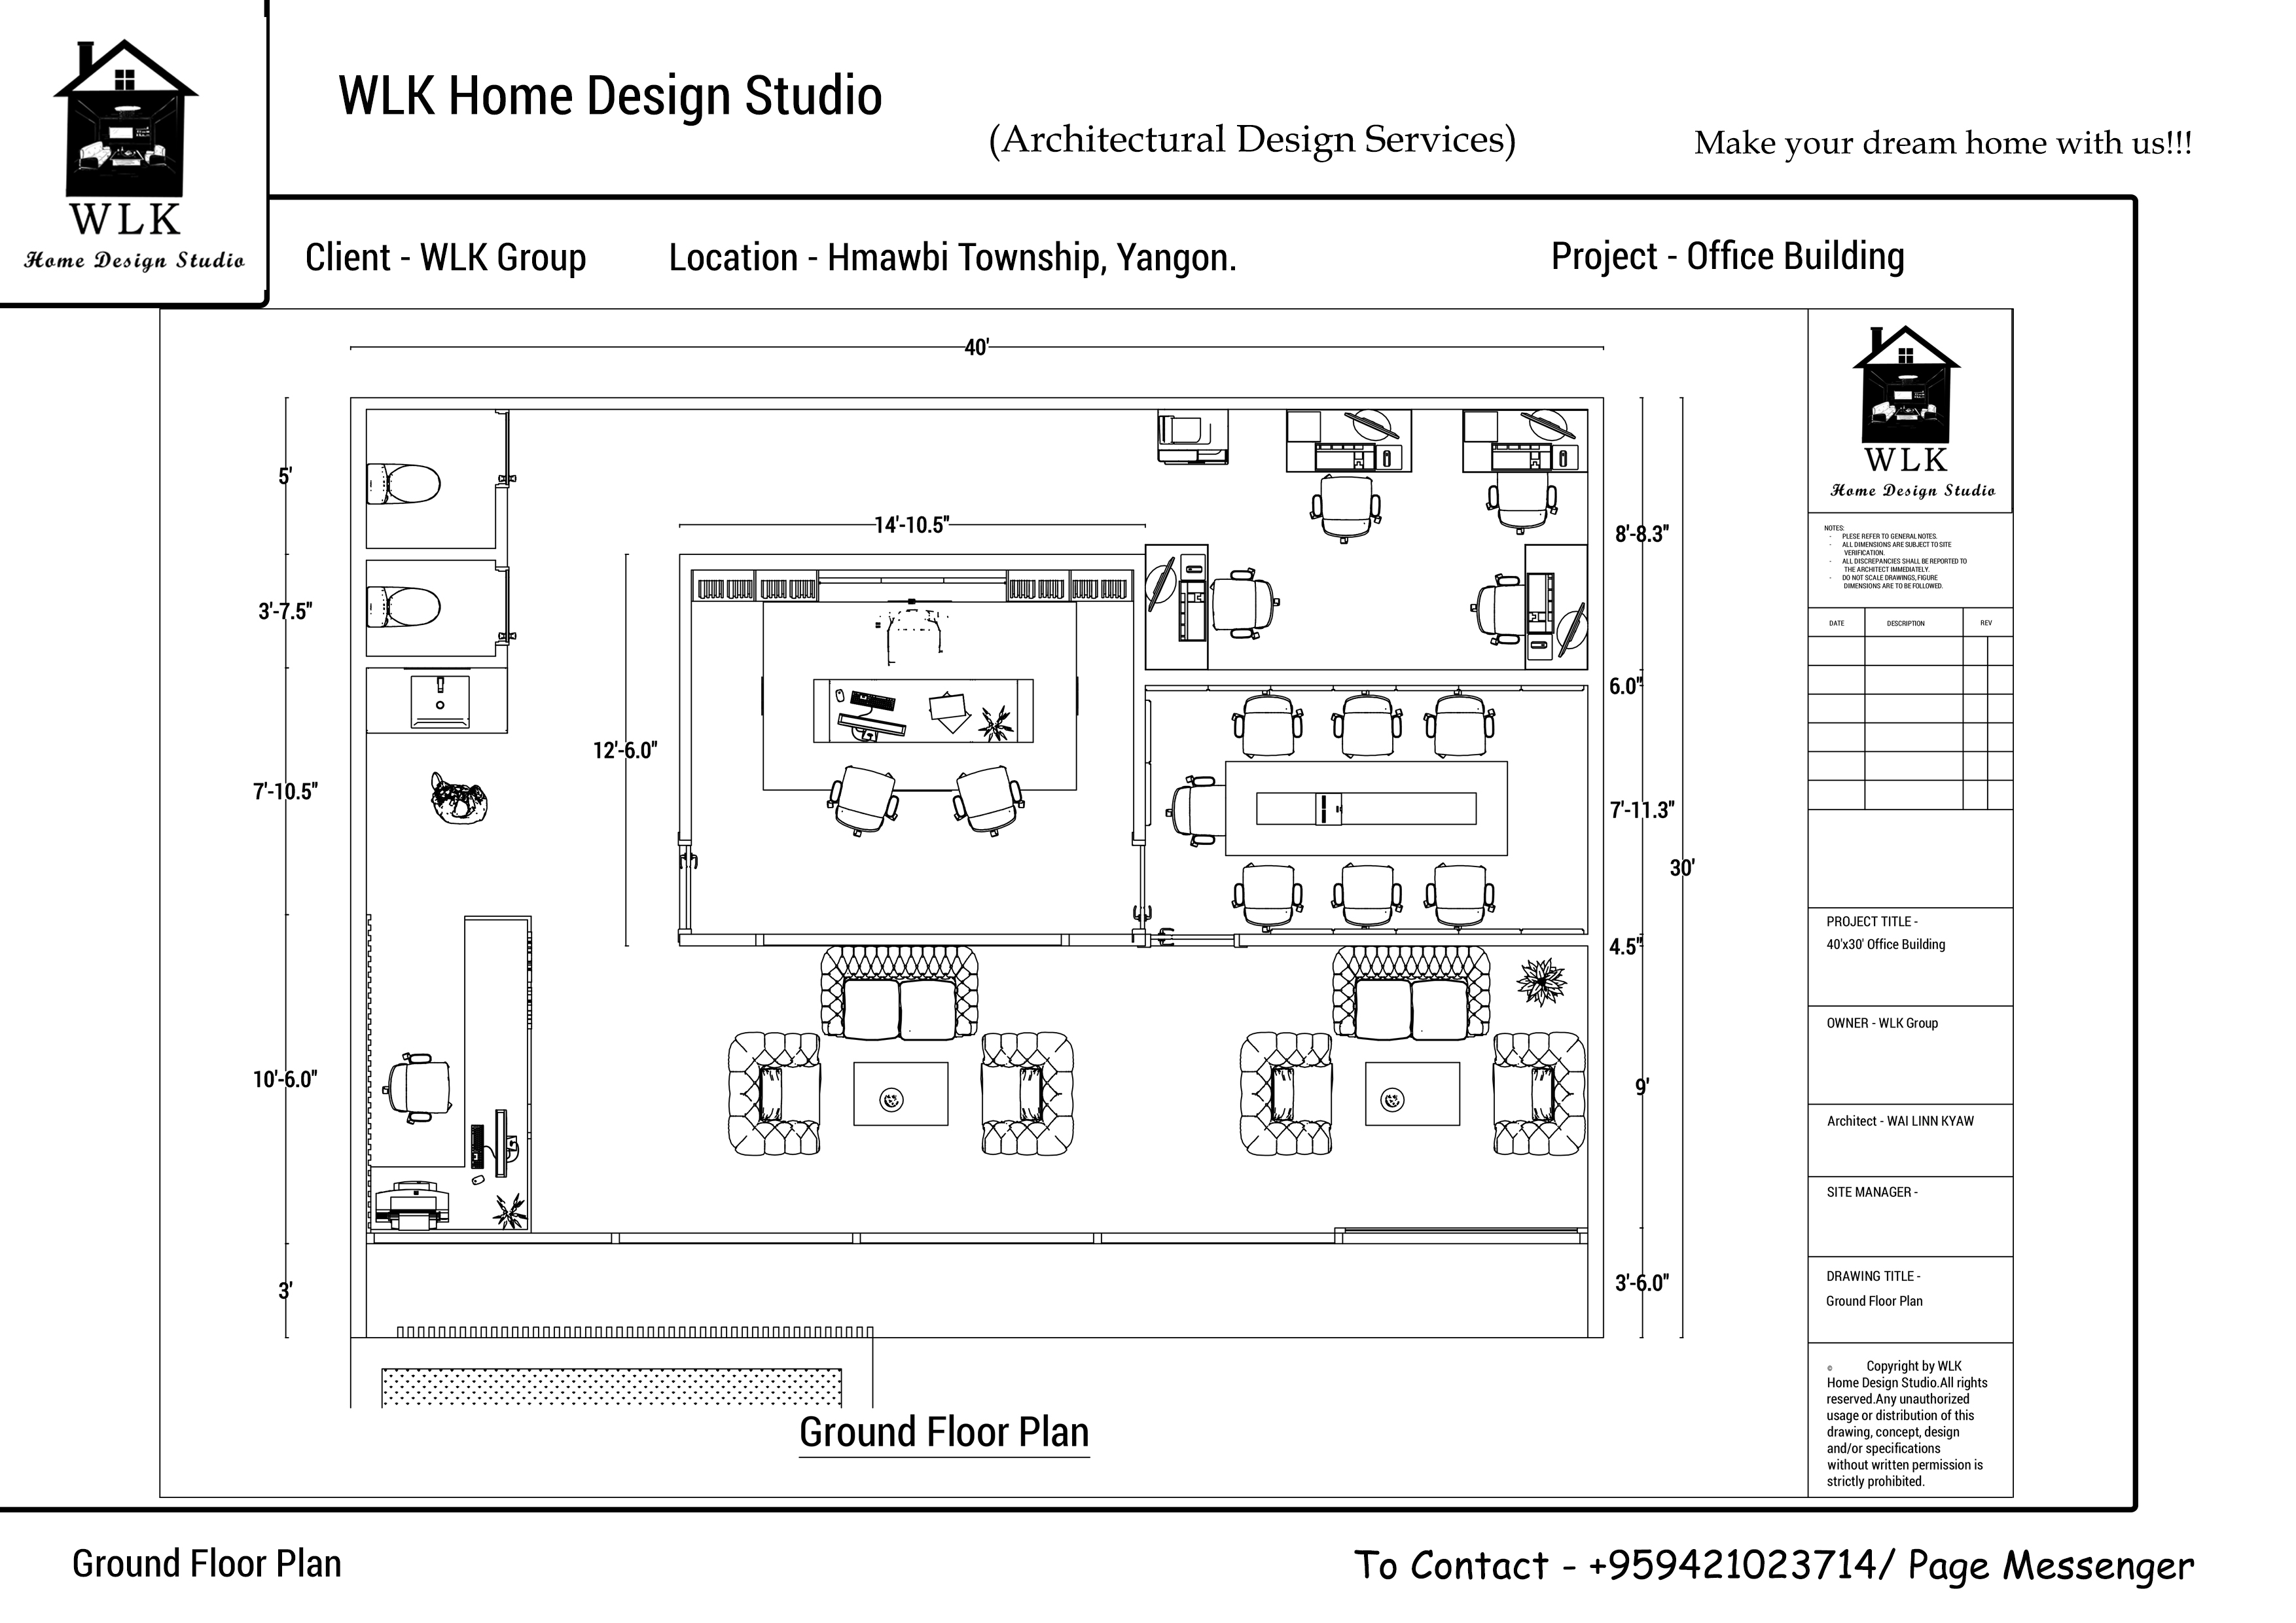 WLK Home Design Studio
(Architectural Design Services)
Make your dream home with us!!!
WLK
Home Design Studio
Client - WLK Group
Location - Hmawbi Township, Yangon.
Project - Office Building
40'
5'
3'-7.5"
7'-10.5"
10'-6.0"
3'
14'-10.5"
12'-6.0"
8'-8.3"
6.0"
7'-11.3"
30'
4.5"
9'
3'-6.0"
Ground Floor Plan
WLK
Home Design Studio
NOTES:
- PLESE REFER TO GENERAL NOTES.
- ALL DIMENSIONS ARE SUBJECT TO SITE
VERIFICATION.
- ALL DISCREPANCIES SHALL BE REPORTED TO
THE ARCHITECT IMMEDIATELY.
- DO NOT SCALE DRAWINGS, FIGURE
DIMENSIONS ARE TO BE FOLLOWED.
DATE DESCRIPTION REV
PROJECT TITLE -
40'x30' Office Building
OWNER - WLK Group
Architect - WAI LINN KYAW
SITE MANAGER -
DRAWING TITLE -
Ground Floor Plan
© Copyright by WLK
Home Design Studio.All rights
reserved.Any unauthorized
usage or distribution of this
drawing, concept, design
and/or specifications
without written permission is
strictly prohibited.
Ground Floor Plan
To Contact - +959421023714/ Page Messenger